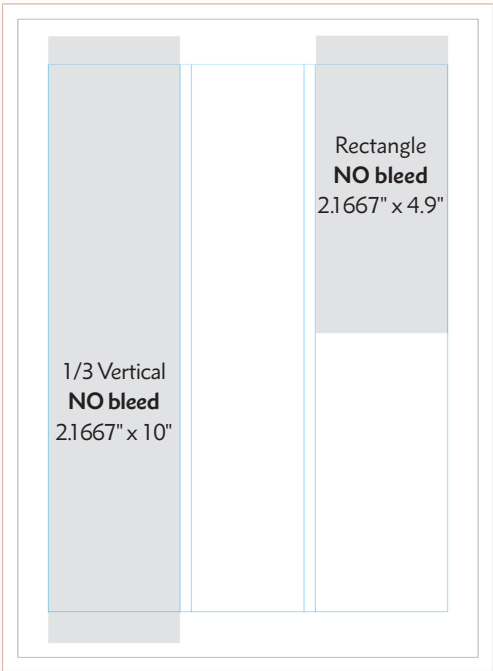 Rectangle
NO bleed
2.1667" x 4.9"
1/3 Vertical
NO bleed
2.1667" x 10"